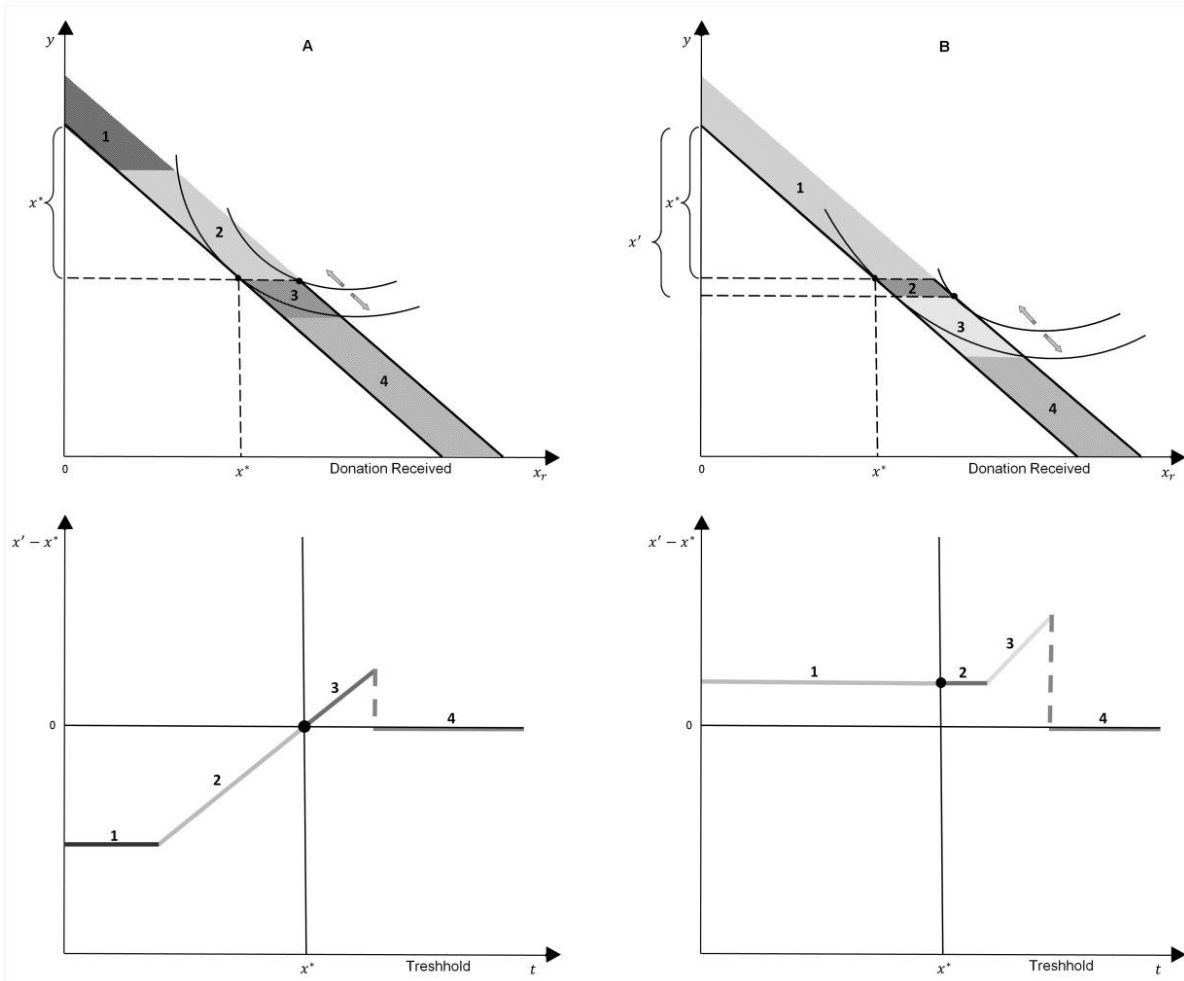 A
y
1
x*
2
3
4
0
x*
Donation Received
x_r
B
y
1
x*
x′
2
3
4
0
x*
Donation Received
x_r
x′ − x*
0
1
2
3
4
x*
Treshhold
t
x′ − x*
0
1
2
3
4
x*
Treshhold
t